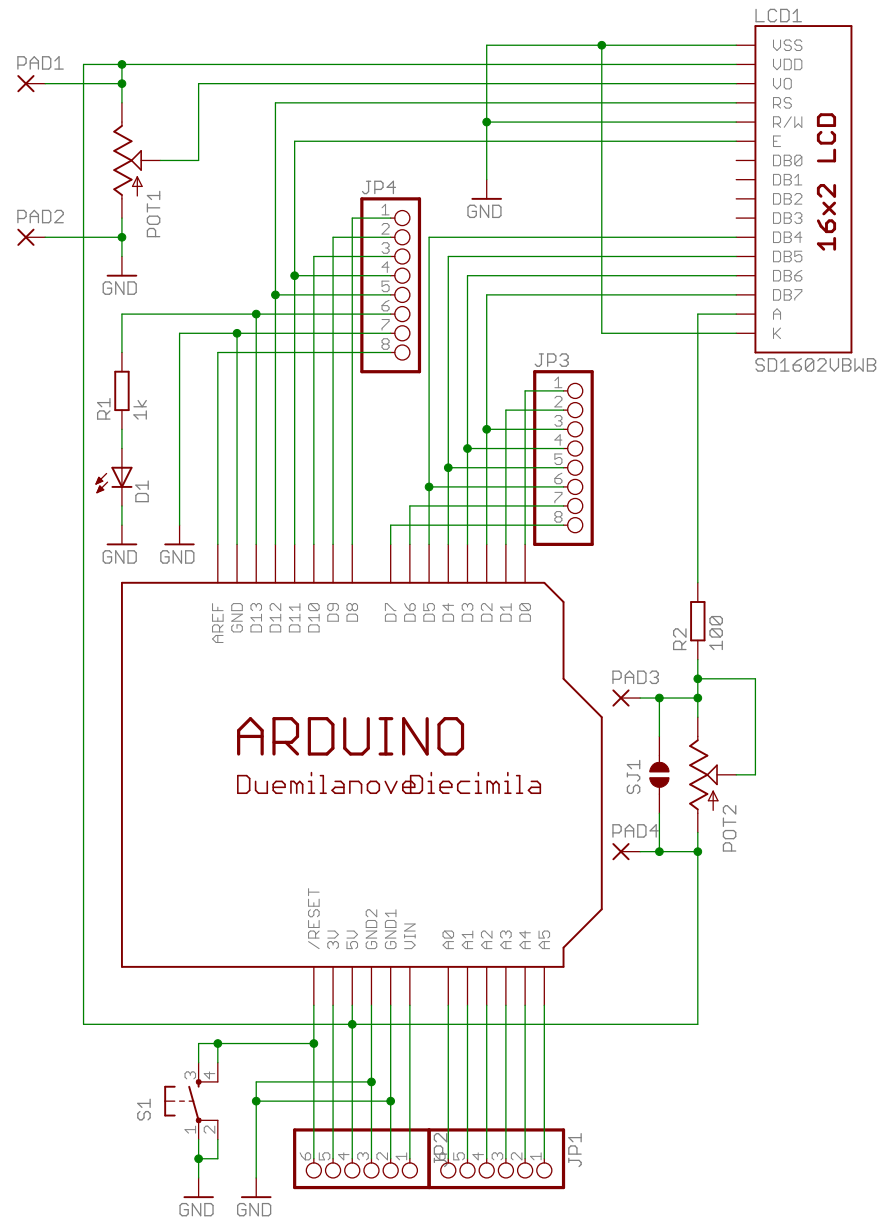 LCD1
VSS
VDD
VO
RS
R/W
E
DB0
DB1
DB2
DB3
DB4
DB5
DB6
DB7
A
K
16x2 LCD
SD1602VBWB
PAD1
PAD2
POT1
GND
GND
JP4
1
2
3
4
5
6
7
8
JP3
1
2
3
4
5
6
7
8
R1
1k
D1
GND
GND
AREF
GND
D13
D12
D11
D10
D9
D8
D7
D6
D5
D4
D3
D2
D1
D0
R2
100
PAD3
SJ1
POT2
PAD4
ARDUINO
Duemilanove
Diecimila
/RESET
3V
5V
GND2
GND1
VIN
A0
A1
A2
A3
A4
A5
S1
3
4
1
2
GND
GND
6
5
4
3
2
1
JP2
6
5
4
3
2
1
JP1